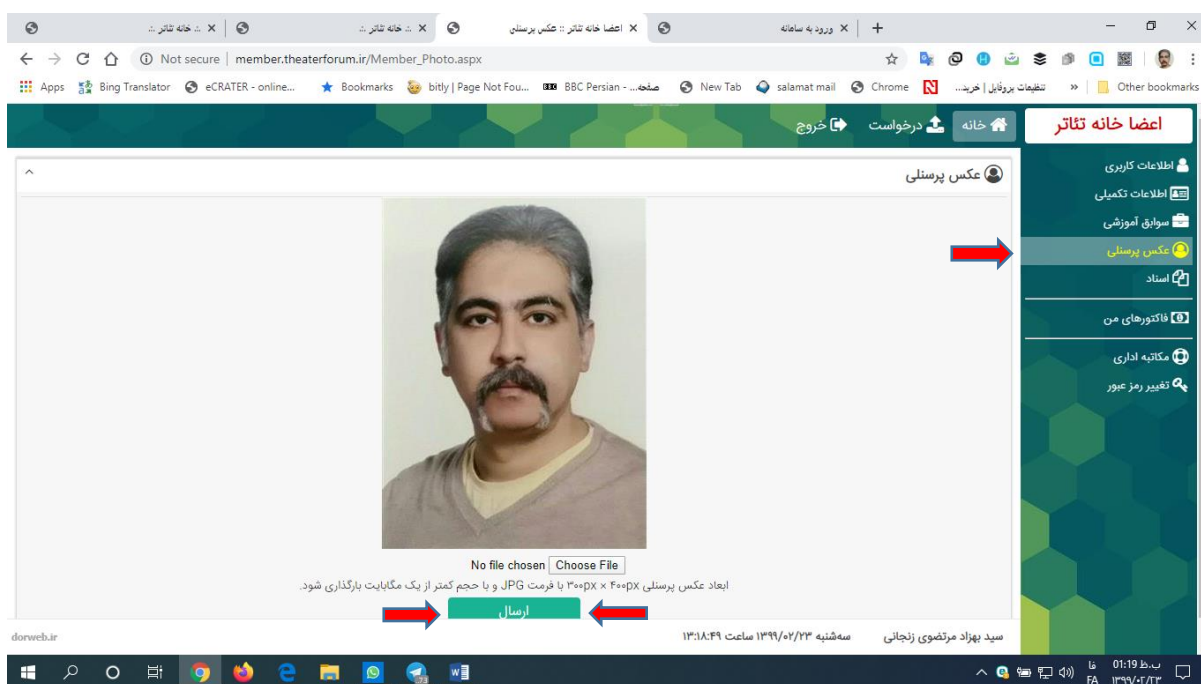 .: خانه تئاتر :.
.: خانه تئاتر :.
اعضا خانه تئاتر :: عکس پرسنلی
ورود به سامانه
Not secure | member.theaterforum.ir/Member_Photo.aspx
Apps Bing Translator eCRATER - online... Bookmarks bitly | Page Not Fou... BBC Persian - صفحه... New Tab salamat mail Chrome تنظیمات پروفایل | خرید... » Other bookmarks
اعضا خانه تئاتر
خانه درخواست خروج
عکس پرسنلی
اطلاعات کاربری
اطلاعات تکمیلی
سوابق آموزشی
عکس پرسنلی
اسناد
فاکتورهای من
مکاتبه اداری
تغییر رمز عبور
No file chosen Choose File
ابعاد عکس پرسنلی ۳۰۰px × ۴۰۰px با فرمت JPG و با حجم کمتر از یک مگابایت بارگذاری شود.
ارسال
سید بهزاد مرتضوی زنجانی سه‌شنبه ۱۳۹۹/۰۲/۲۳ ساعت ۱۳:۱۸:۴۹
dorweb.ir
73
فا
FA
01:19 ب.ظ
۱۳۹۹/۰۲/۲۳